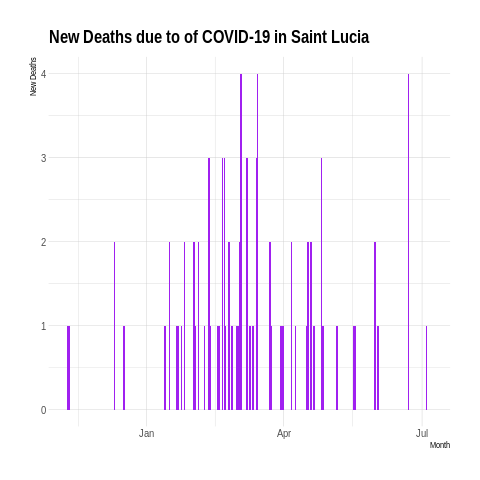 New Deaths due to of COVID-19 in Saint Lucia
New Deaths
4
3
2
1
0
Jan Apr Jul
Month